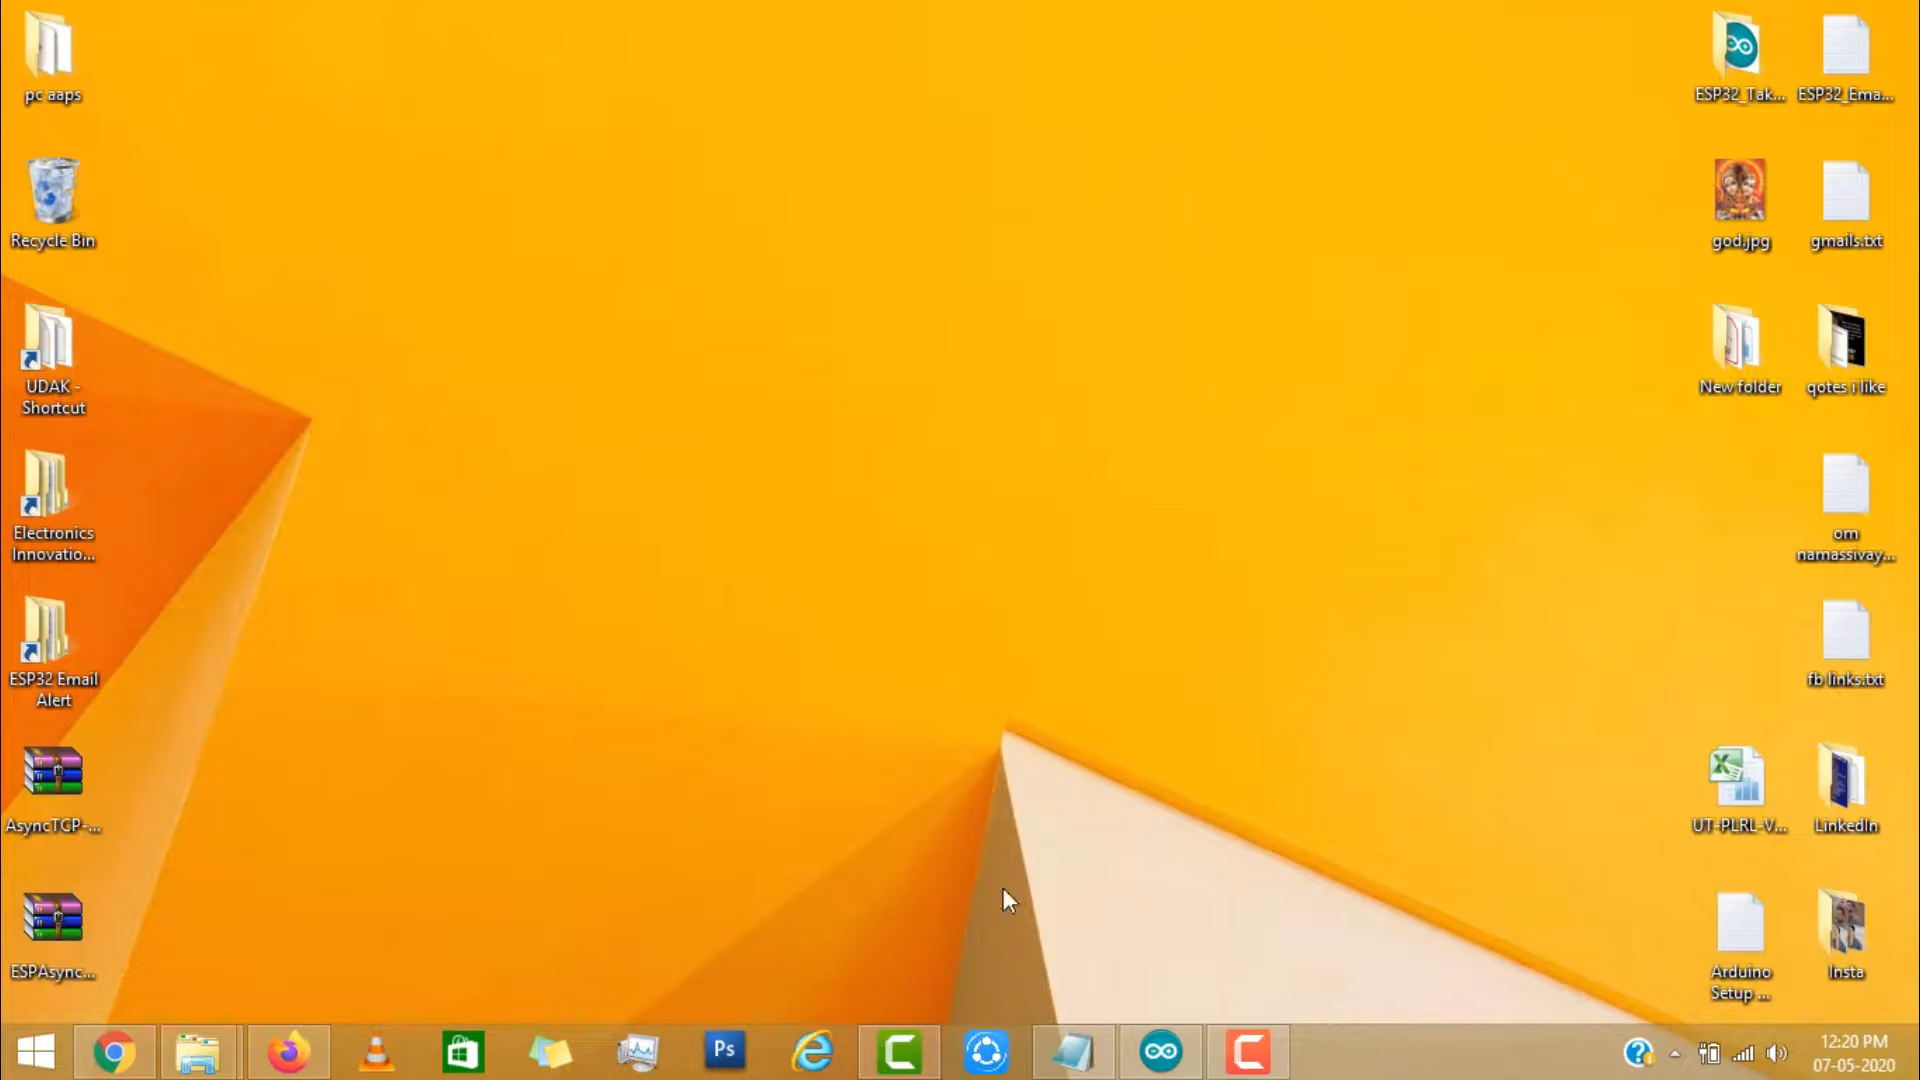 pc aaps
Recycle Bin
UDAK -
Shortcut
Electronics
Innovatio...
ESP32 Email
Alert
AsyncTCP-...
ESPAsync...
ESP32_Tak...
ESP32_Ema...
god.jpg
gmails.txt
New folder
qotes i like
om
namassivay...
fb links.txt
UT-PLRL-V...
LinkedIn
Arduino
Setup ...
Insta
Ps
12:20 PM
07-05-2020